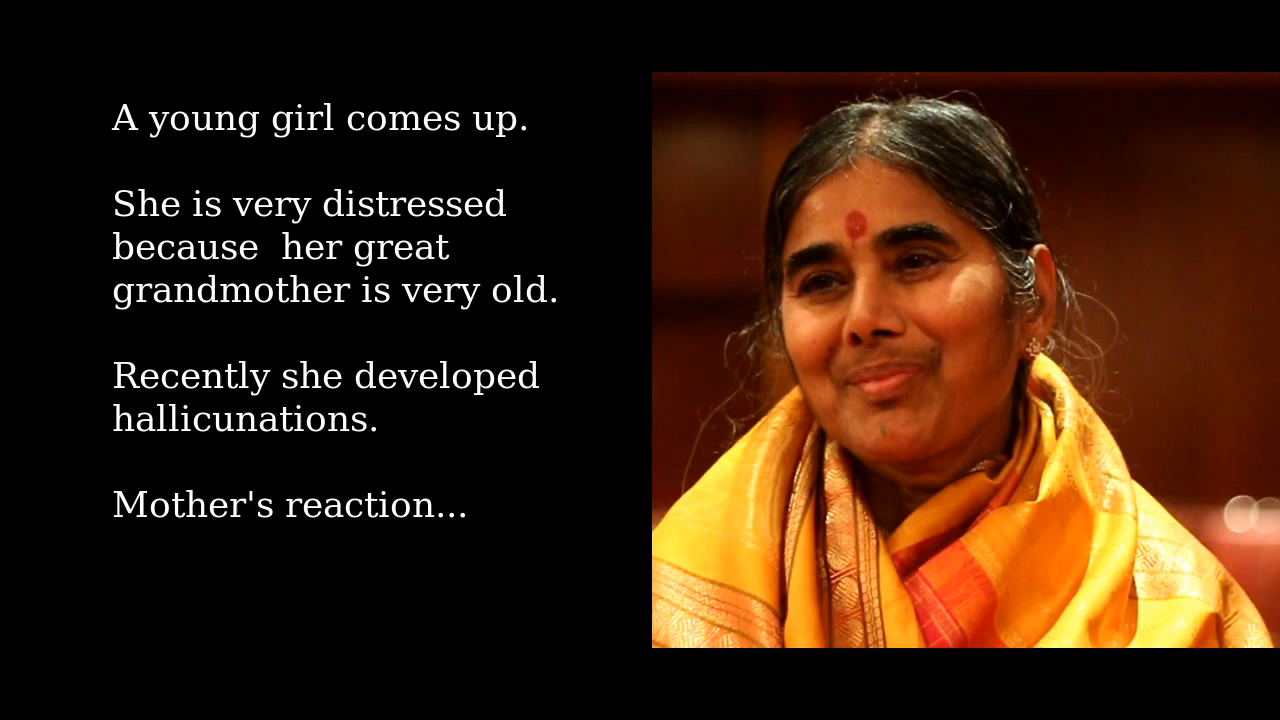 A young girl comes up.
She is very distressed
because  her great
grandmother is very old.
Recently she developed
hallicunations.
Mother's reaction...